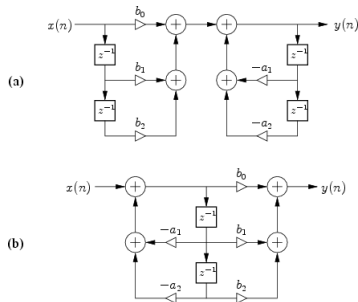 b₀
x(n) + + y(n)
z⁻¹ z⁻¹
b₁ −a₁
(a) + +
z⁻¹ z⁻¹
b₂ −a₂
b₀
x(n) + + y(n)
z⁻¹
−a₁ b₁
(b) + +
z⁻¹
−a₂ b₂